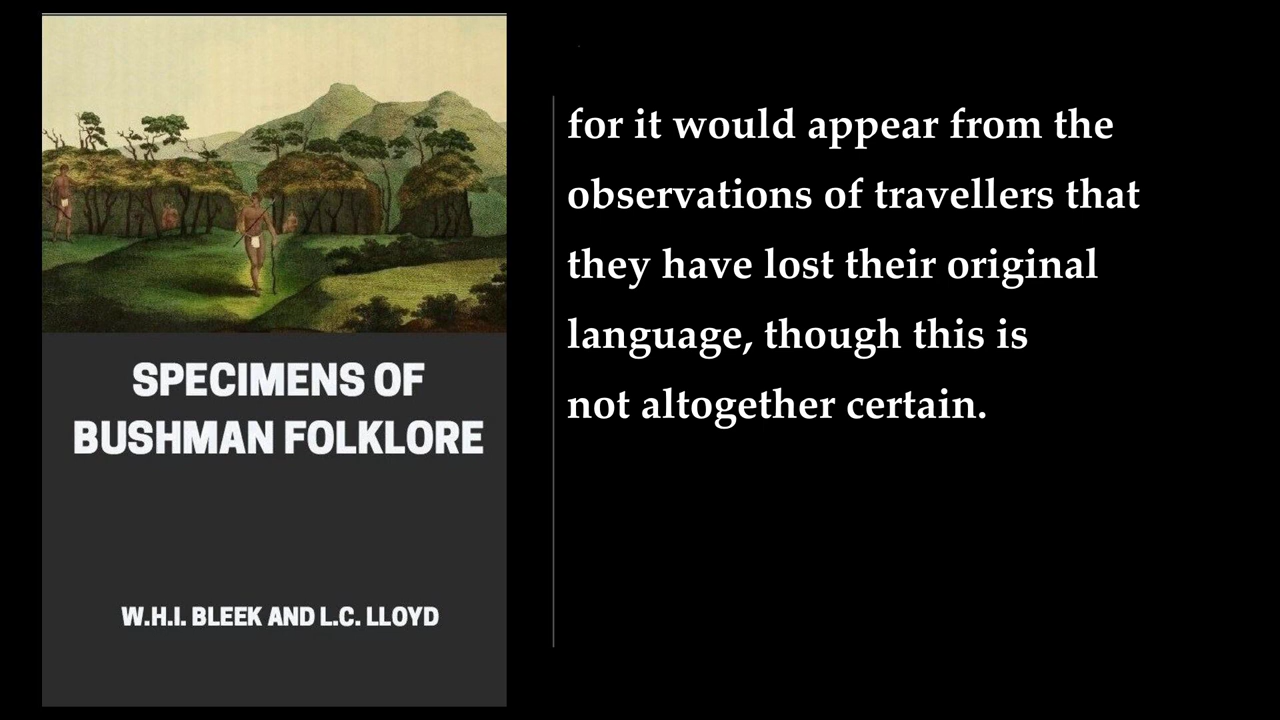 SPECIMENS OF
BUSHMAN FOLKLORE
W.H.I. BLEEK AND L.C. LLOYD
for it would appear from the
observations of travellers that
they have lost their original
language, though this is
not altogether certain.